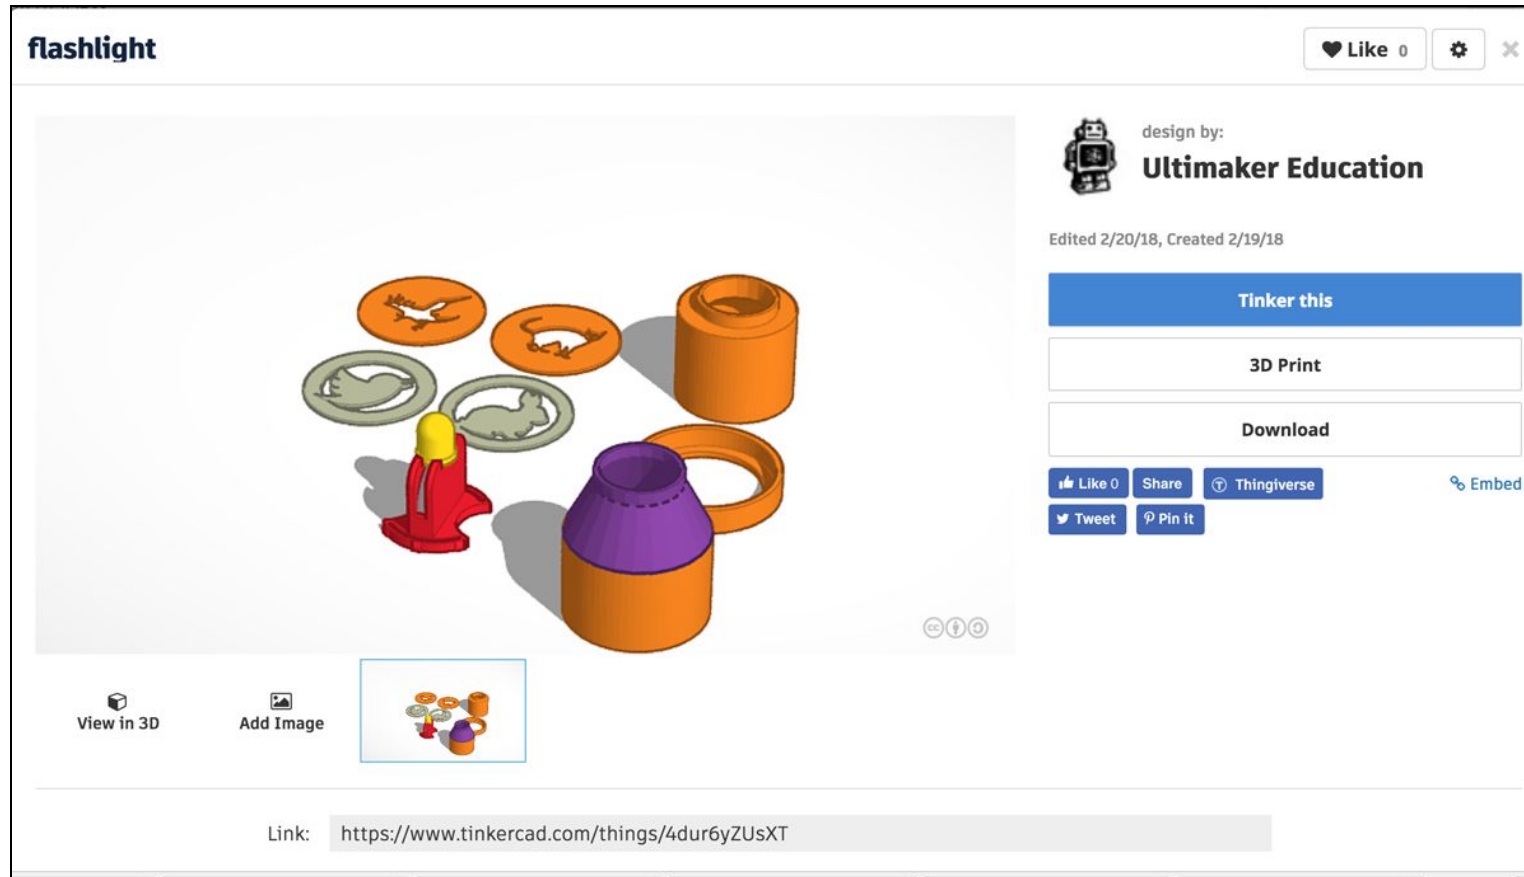 flashlight
Like 0
design by:
Ultimaker Education
Edited 2/20/18, Created 2/19/18
Tinker this
3D Print
Download
Like 0 Share Thingiverse Embed
Tweet Pin it
View in 3D
Add Image
Link: https://www.tinkercad.com/things/4dur6yZUsXT